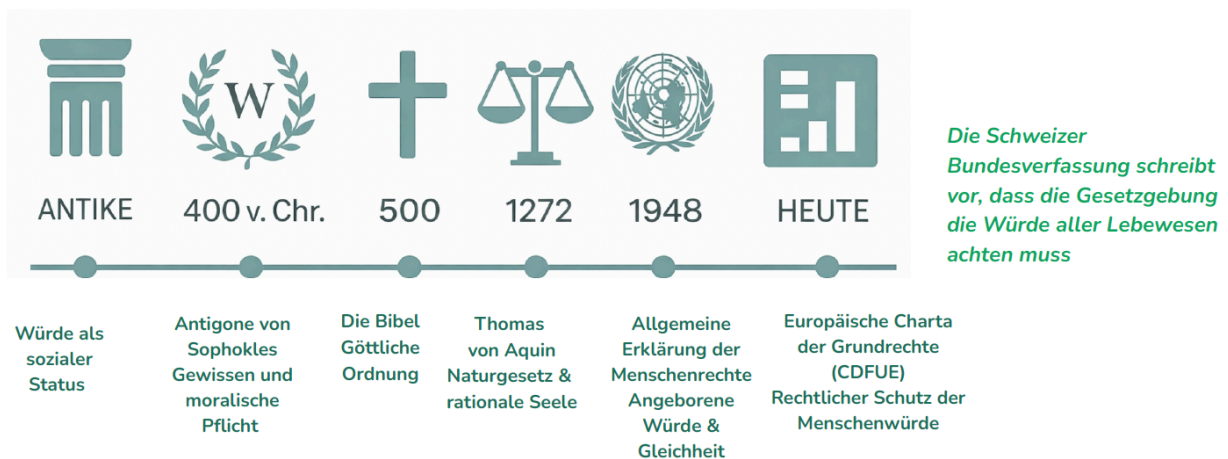 W
ANTIKE
400 v. Chr.
500
1272
1948
HEUTE
Die Schweizer
Bundesverfassung schreibt
vor, dass die Gesetzgebung
die Würde aller Lebewesen
achten muss
Würde als
sozialer
Status
Antigone von
Sophokles
Gewissen und
moralische
Pflicht
Die Bibel
Göttliche
Ordnung
Thomas
von Aquin
Naturgesetz &
rationale Seele
Allgemeine
Erklärung der
Menschenrechte
Angeborene
Würde &
Gleichheit
Europäische Charta
der Grundrechte
(CDFUE)
Rechtlicher Schutz der
Menschenwürde